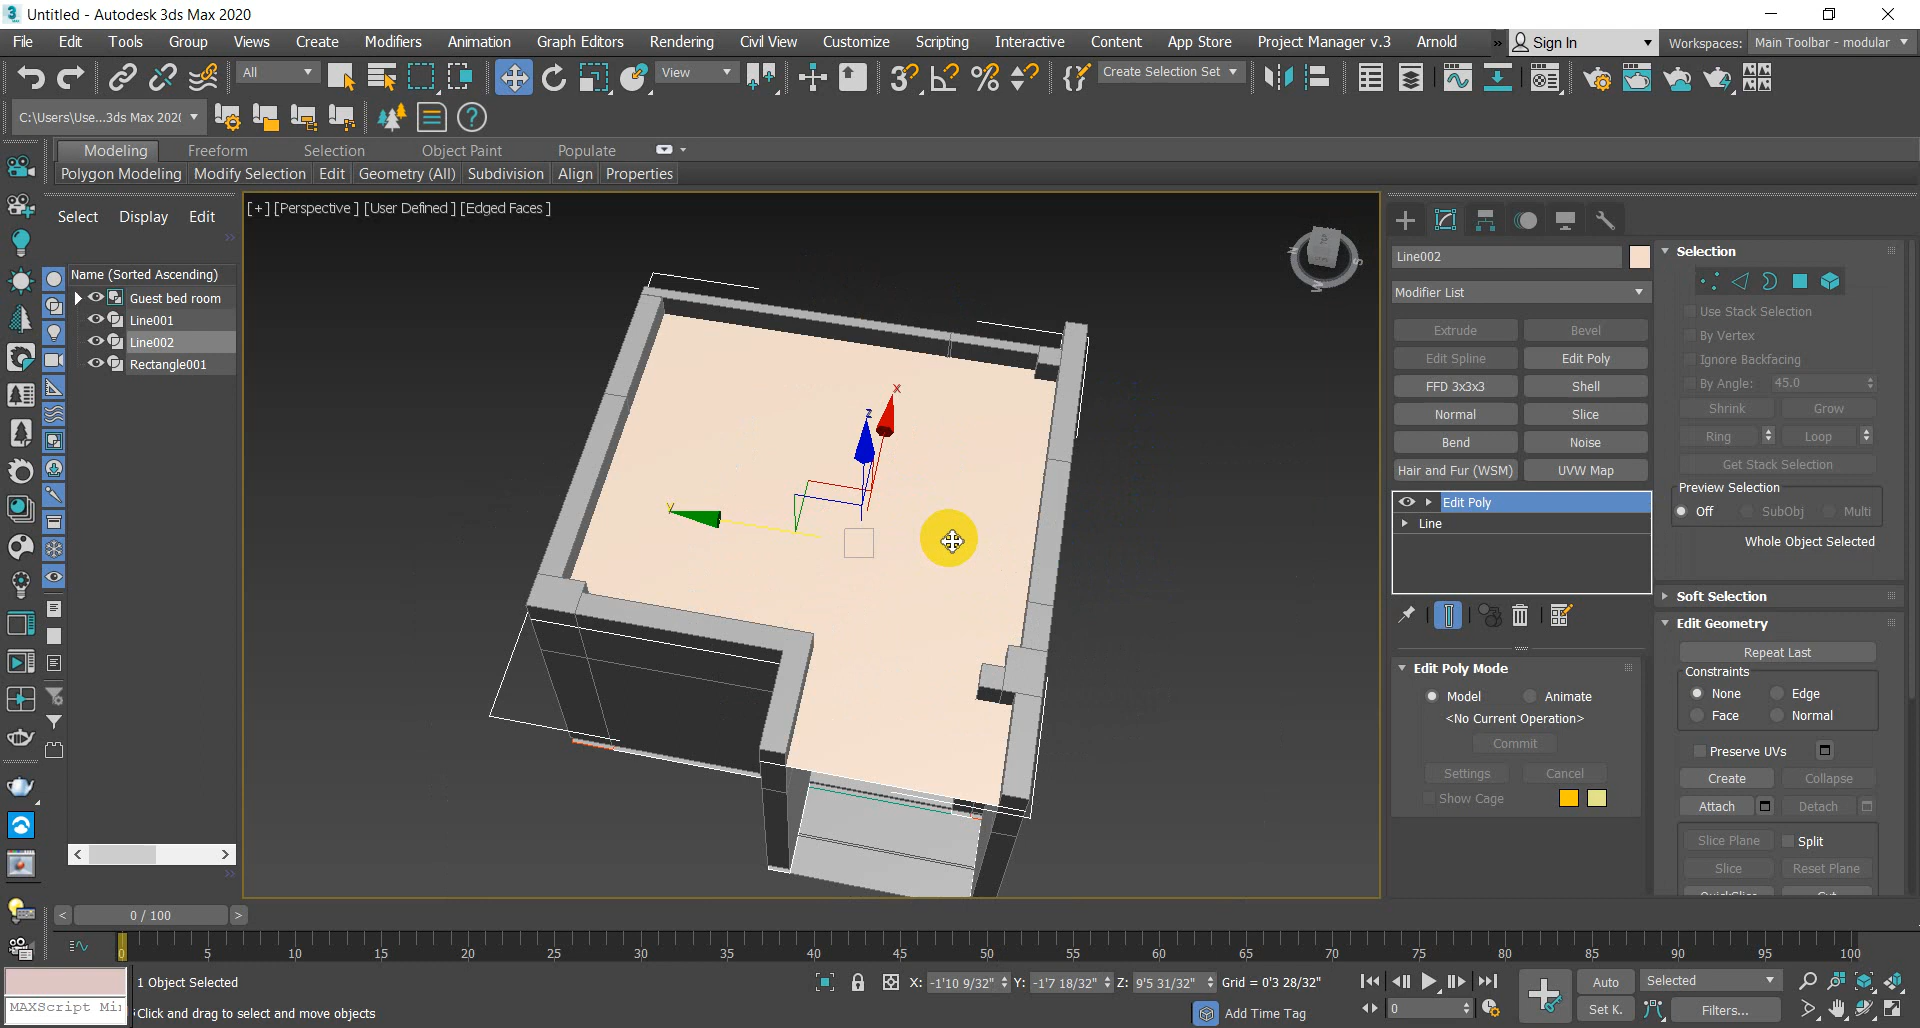 Untitled - Autodesk 3ds Max 2020
File Edit Tools Group Views Create Modifiers Animation Graph Editors Rendering Civil View Customize Scripting Interactive Content App Store Project Manager v.3 Arnold » Sign In Workspaces: Main Toolbar - modular
All View Create Selection Set
C:\Users\Use...3ds Max 202(
Modeling Freeform Selection Object Paint Populate
Polygon Modeling Modify Selection Edit Geometry (All) Subdivision Align Properties
Select Display Edit
Name (Sorted Ascending)
Guest bed room
Line001
Line002
Rectangle001
[+] [Perspective ] [User Defined ] [Edged Faces ]
x
z
y
Line002
Modifier List
Extrude Bevel
Edit Spline Edit Poly
FFD 3x3x3 Shell
Normal Slice
Bend Noise
Hair and Fur (WSM) UVW Map
Edit Poly
Line
Edit Poly Mode
Model Animate
<No Current Operation>
Commit
Settings Cancel
Show Cage
Selection
Use Stack Selection
By Vertex
Ignore Backfacing
By Angle: 45.0
Shrink Grow
Ring Loop
Get Stack Selection
Preview Selection
Off SubObj Multi
Whole Object Selected
Soft Selection
Edit Geometry
Repeat Last
Constraints
None Edge
Face Normal
Preserve UVs
Create Collapse
Attach Detach
Slice Plane Split
Slice Reset Plane
QuickSlice Cut
< 0 / 100 >
0 5 10 15 20 25 30 35 40 45 50 55 60 65 70 75 80 85 90 95 100
1 Object Selected
X: -1'10 9/32" Y: -1'7 18/32" Z: 9'5 31/32" Grid = 0'3 28/32"
Auto Selected
MAXScript Mi
Click and drag to select and move objects
Add Time Tag
0
Set K. Filters...